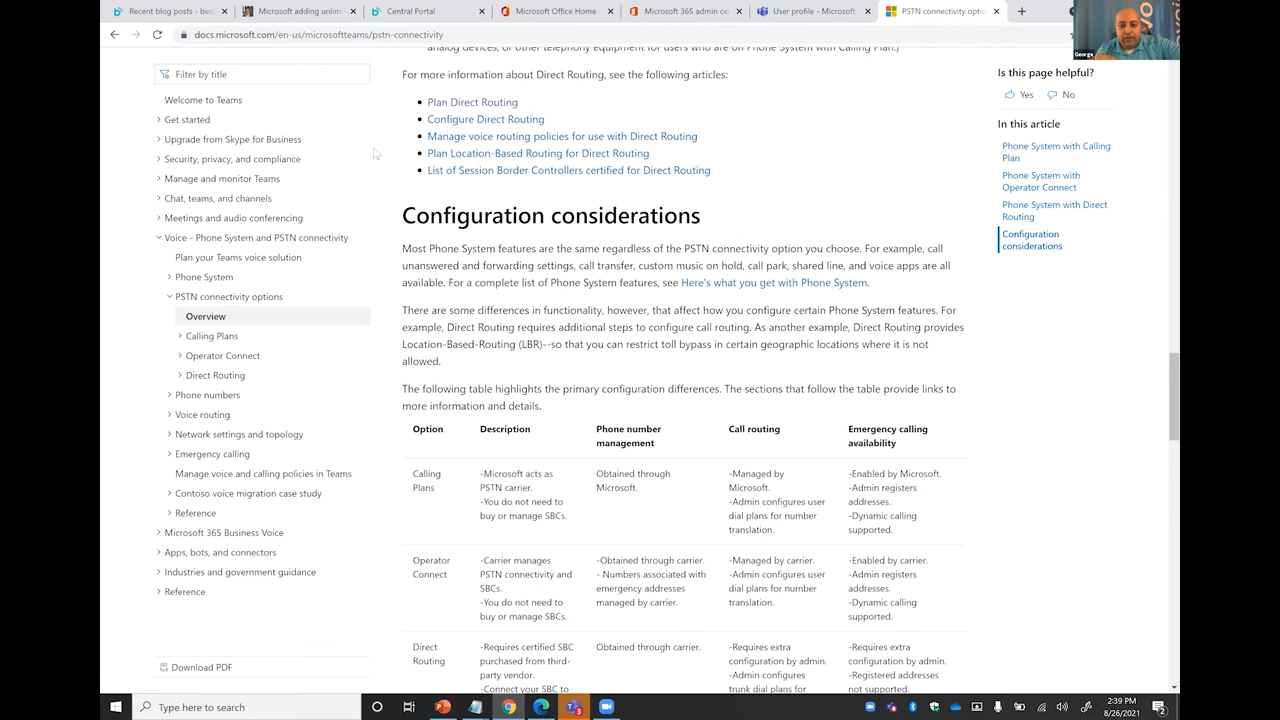 Recent blog posts - bvo
Microsoft adding unlimi
Central Portal
Microsoft Office Home
Microsoft 365 admin ce
User profile - Microsoft
PSTN connectivity optio
docs.microsoft.com/en-us/microsoftteams/pstn-connectivity
George
Filter by title
Welcome to Teams
Get started
Upgrade from Skype for Business
Security, privacy, and compliance
Manage and monitor Teams
Chat, teams, and channels
Meetings and audio conferencing
Voice - Phone System and PSTN connectivity
Plan your Teams voice solution
Phone System
PSTN connectivity options
Overview
Calling Plans
Operator Connect
Direct Routing
Phone numbers
Voice routing
Network settings and topology
Emergency calling
Manage voice and calling policies in Teams
Contoso voice migration case study
Reference
Microsoft 365 Business Voice
Apps, bots, and connectors
Industries and government guidance
Reference
Download PDF
analog devices, or other telephony equipment for users who are on Phone System with Calling Plan.)
For more information about Direct Routing, see the following articles:
Plan Direct Routing
Configure Direct Routing
Manage voice routing policies for use with Direct Routing
Plan Location-Based Routing for Direct Routing
List of Session Border Controllers certified for Direct Routing
Configuration considerations
Most Phone System features are the same regardless of the PSTN connectivity option you choose. For example, call
unanswered and forwarding settings, call transfer, custom music on hold, call park, shared line, and voice apps are all
available. For a complete list of Phone System features, see Here's what you get with Phone System.
There are some differences in functionality, however, that affect how you configure certain Phone System features. For
example, Direct Routing requires additional steps to configure call routing. As another example, Direct Routing provides
Location-Based-Routing (LBR)--so that you can restrict toll bypass in certain geographic locations where it is not
allowed.
The following table highlights the primary configuration differences. The sections that follow the table provide links to
more information and details.
Option
Description
Phone number
management
Call routing
Emergency calling
availability
Calling
Plans
-Microsoft acts as
PSTN carrier.
-You do not need to
buy or manage SBCs.
Obtained through
Microsoft.
-Managed by
Microsoft.
-Admin configures user
dial plans for number
translation.
-Enabled by Microsoft.
-Admin registers
addresses.
-Dynamic calling
supported.
Operator
Connect
-Carrier manages
PSTN connectivity and
SBCs.
-You do not need to
buy or manage SBCs.
-Obtained through carrier.
- Numbers associated with
emergency addresses
managed by carrier.
-Managed by carrier.
-Admin configures user
dial plans for number
translation.
-Enabled by carrier.
-Admin registers
addresses.
-Dynamic calling
supported.
Direct
Routing
-Requires certified SBC
purchased from third-
party vendor.
-Connect your SBC to
Obtained through carrier.
-Requires extra
configuration by admin.
-Admin configures
trunk dial plans for
-Requires extra
configuration by admin.
-Registered addresses
not supported.
Is this page helpful?
Yes
No
In this article
Phone System with Calling
Plan
Phone System with
Operator Connect
Phone System with Direct
Routing
Configuration
considerations
Type here to search
3
2:39 PM
8/26/2021
2